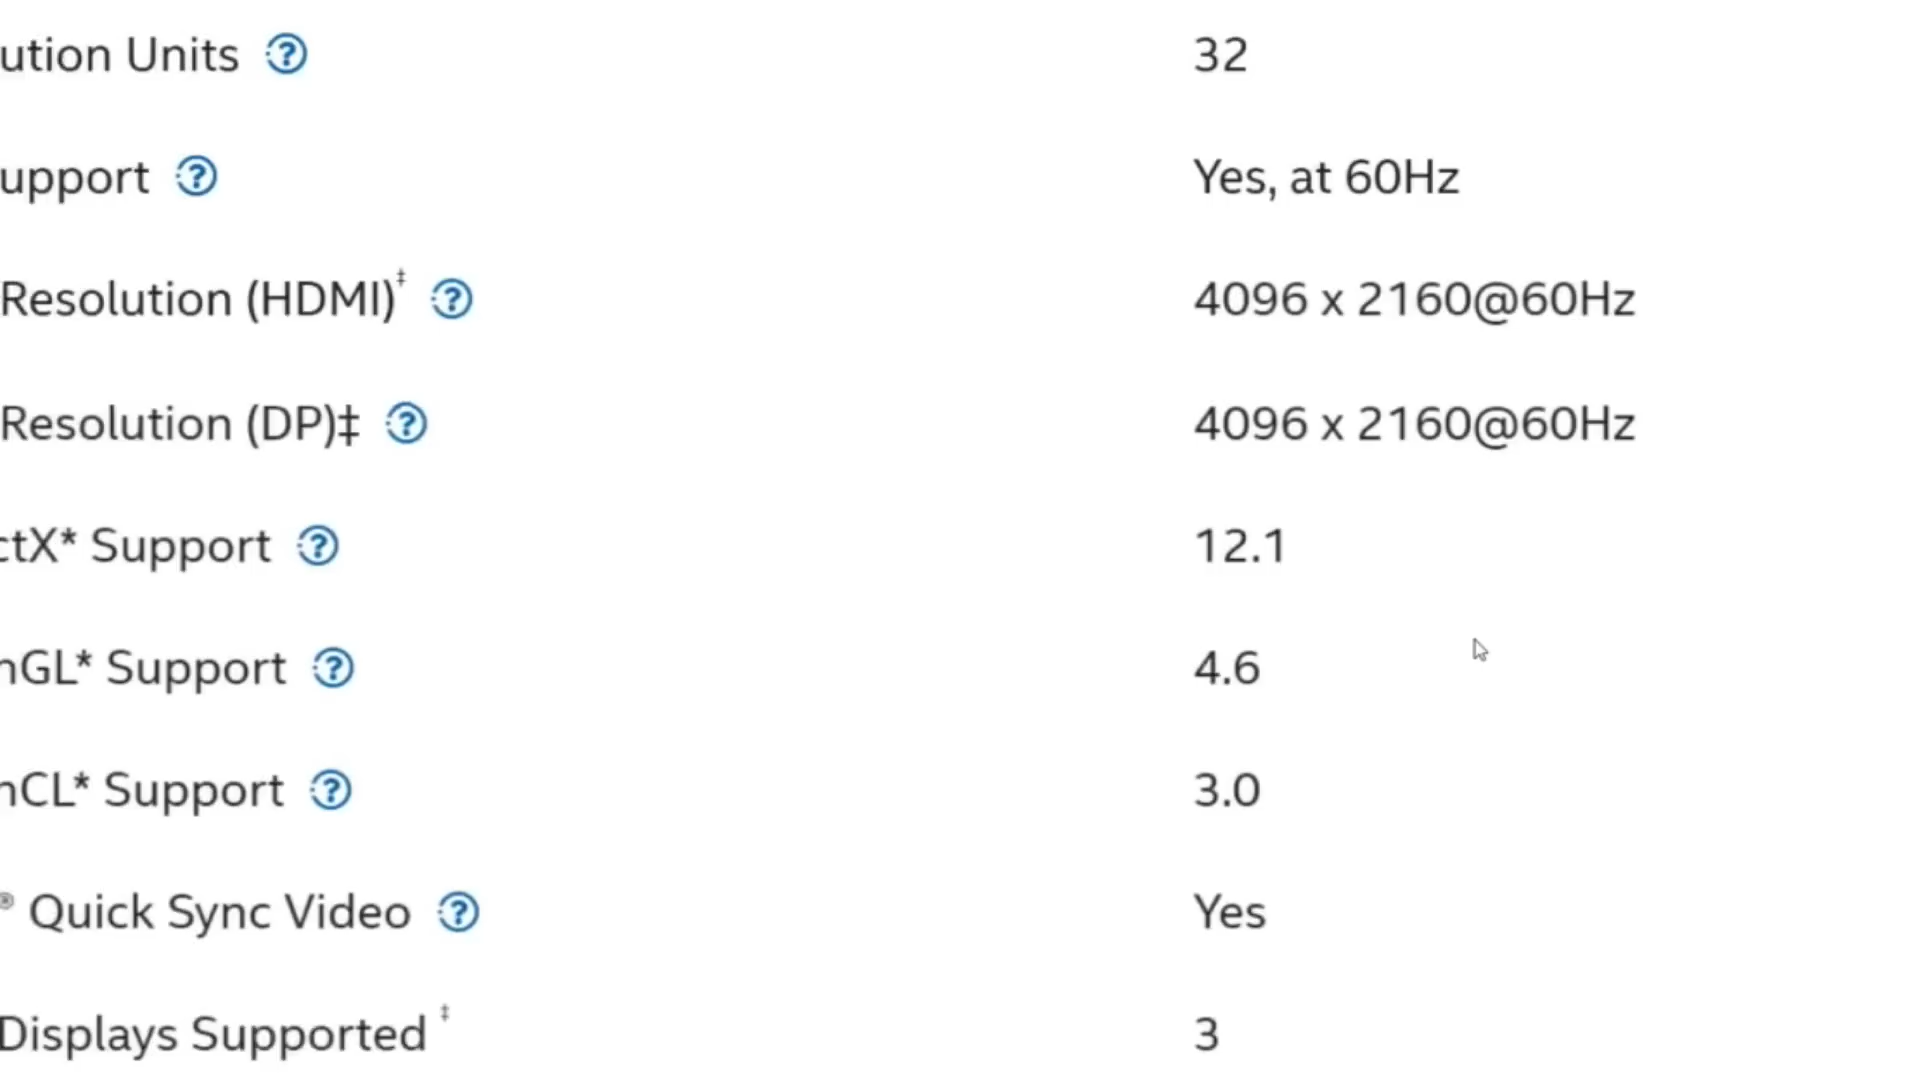 ution Units 32
upport Yes, at 60Hz
Resolution (HDMI)‡ 4096 x 2160@60Hz
Resolution (DP)‡ 4096 x 2160@60Hz
ctX* Support 12.1
nGL* Support 4.6
nCL* Support 3.0
® Quick Sync Video Yes
Displays Supported ‡ 3